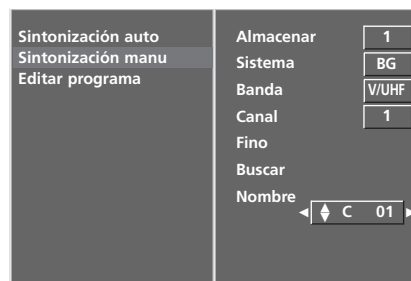 Sintonización auto
Sintonización manu
Editar programa
Almacenar 1
Sistema BG
Banda V/UHF
Canal 1
Fino
Buscar
Nombre
C 01